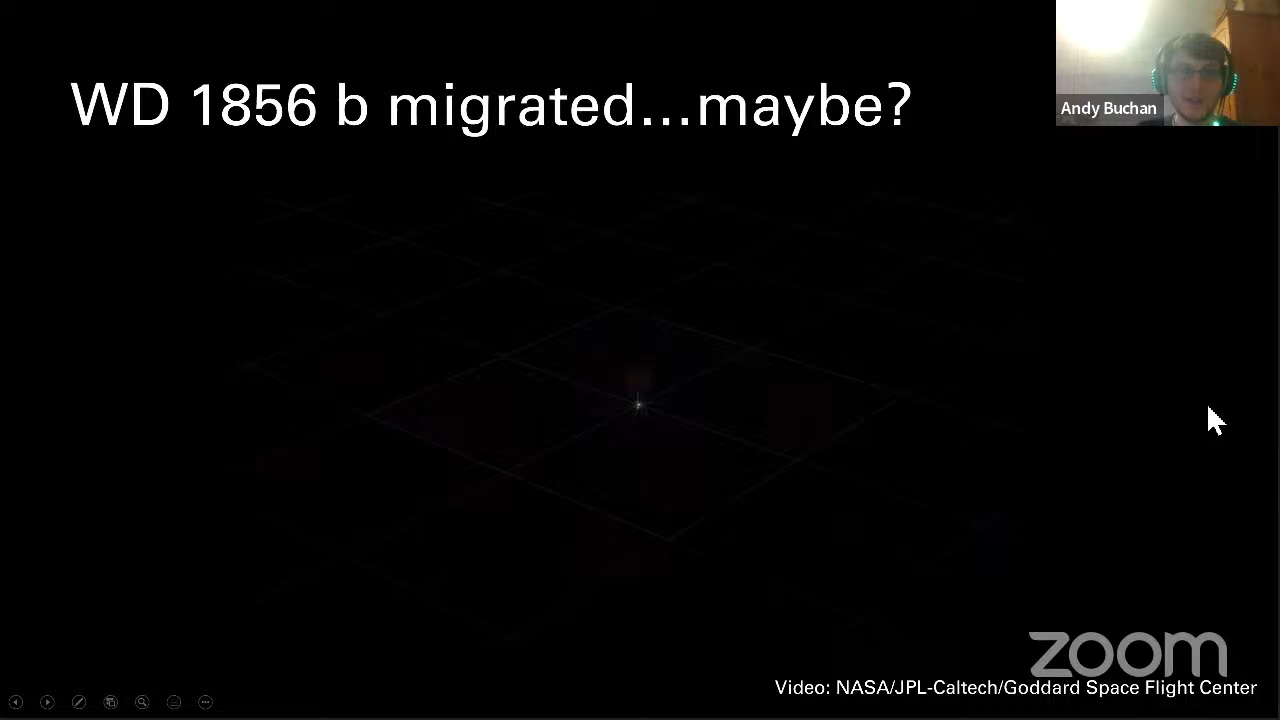 WD 1856 b migrated...maybe?
Andy Buchan
zoom
Video: NASA/JPL-Caltech/Goddard Space Flight Center